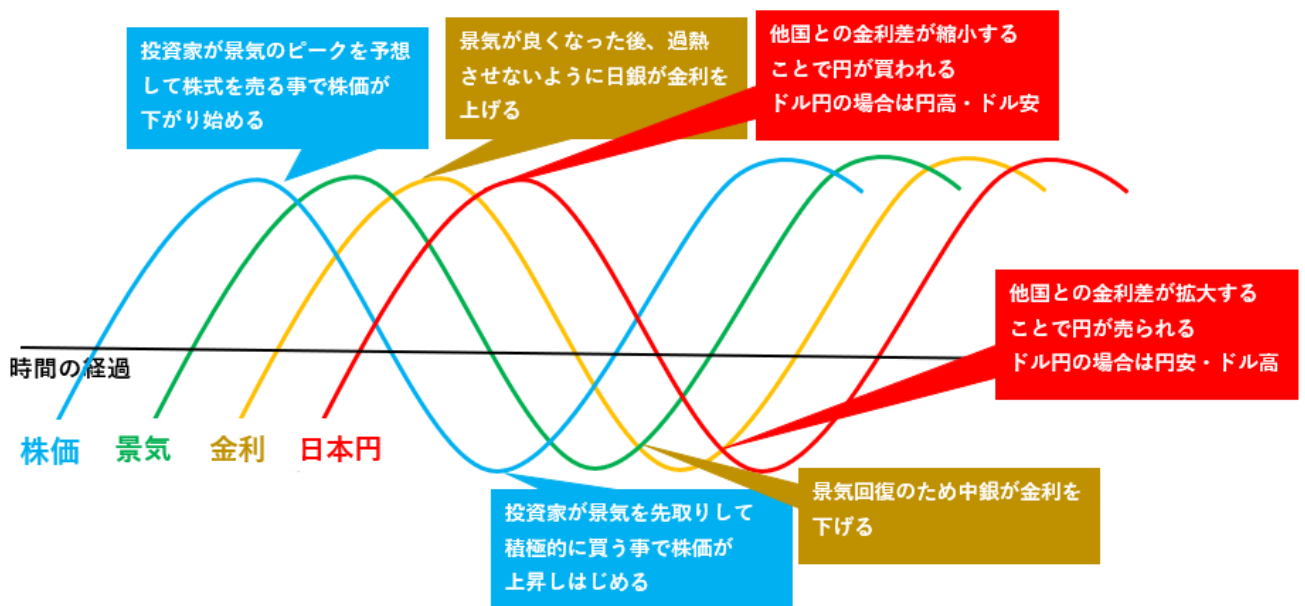 投資家が景気のピークを予想
して株式を売る事で株価が
下がり始める
景気が良くなった後、過熱
させないように日銀が金利を
上げる
他国との金利差が縮小する
ことで円が買われる
ドル円の場合は円高・ドル安
他国との金利差が拡大する
ことで円が売られる
ドル円の場合は円安・ドル高
時間の経過
株価
景気
金利
日本円
景気回復のため中銀が金利を
下げる
投資家が景気を先取りして
積極的に買う事で株価が
上昇しはじめる